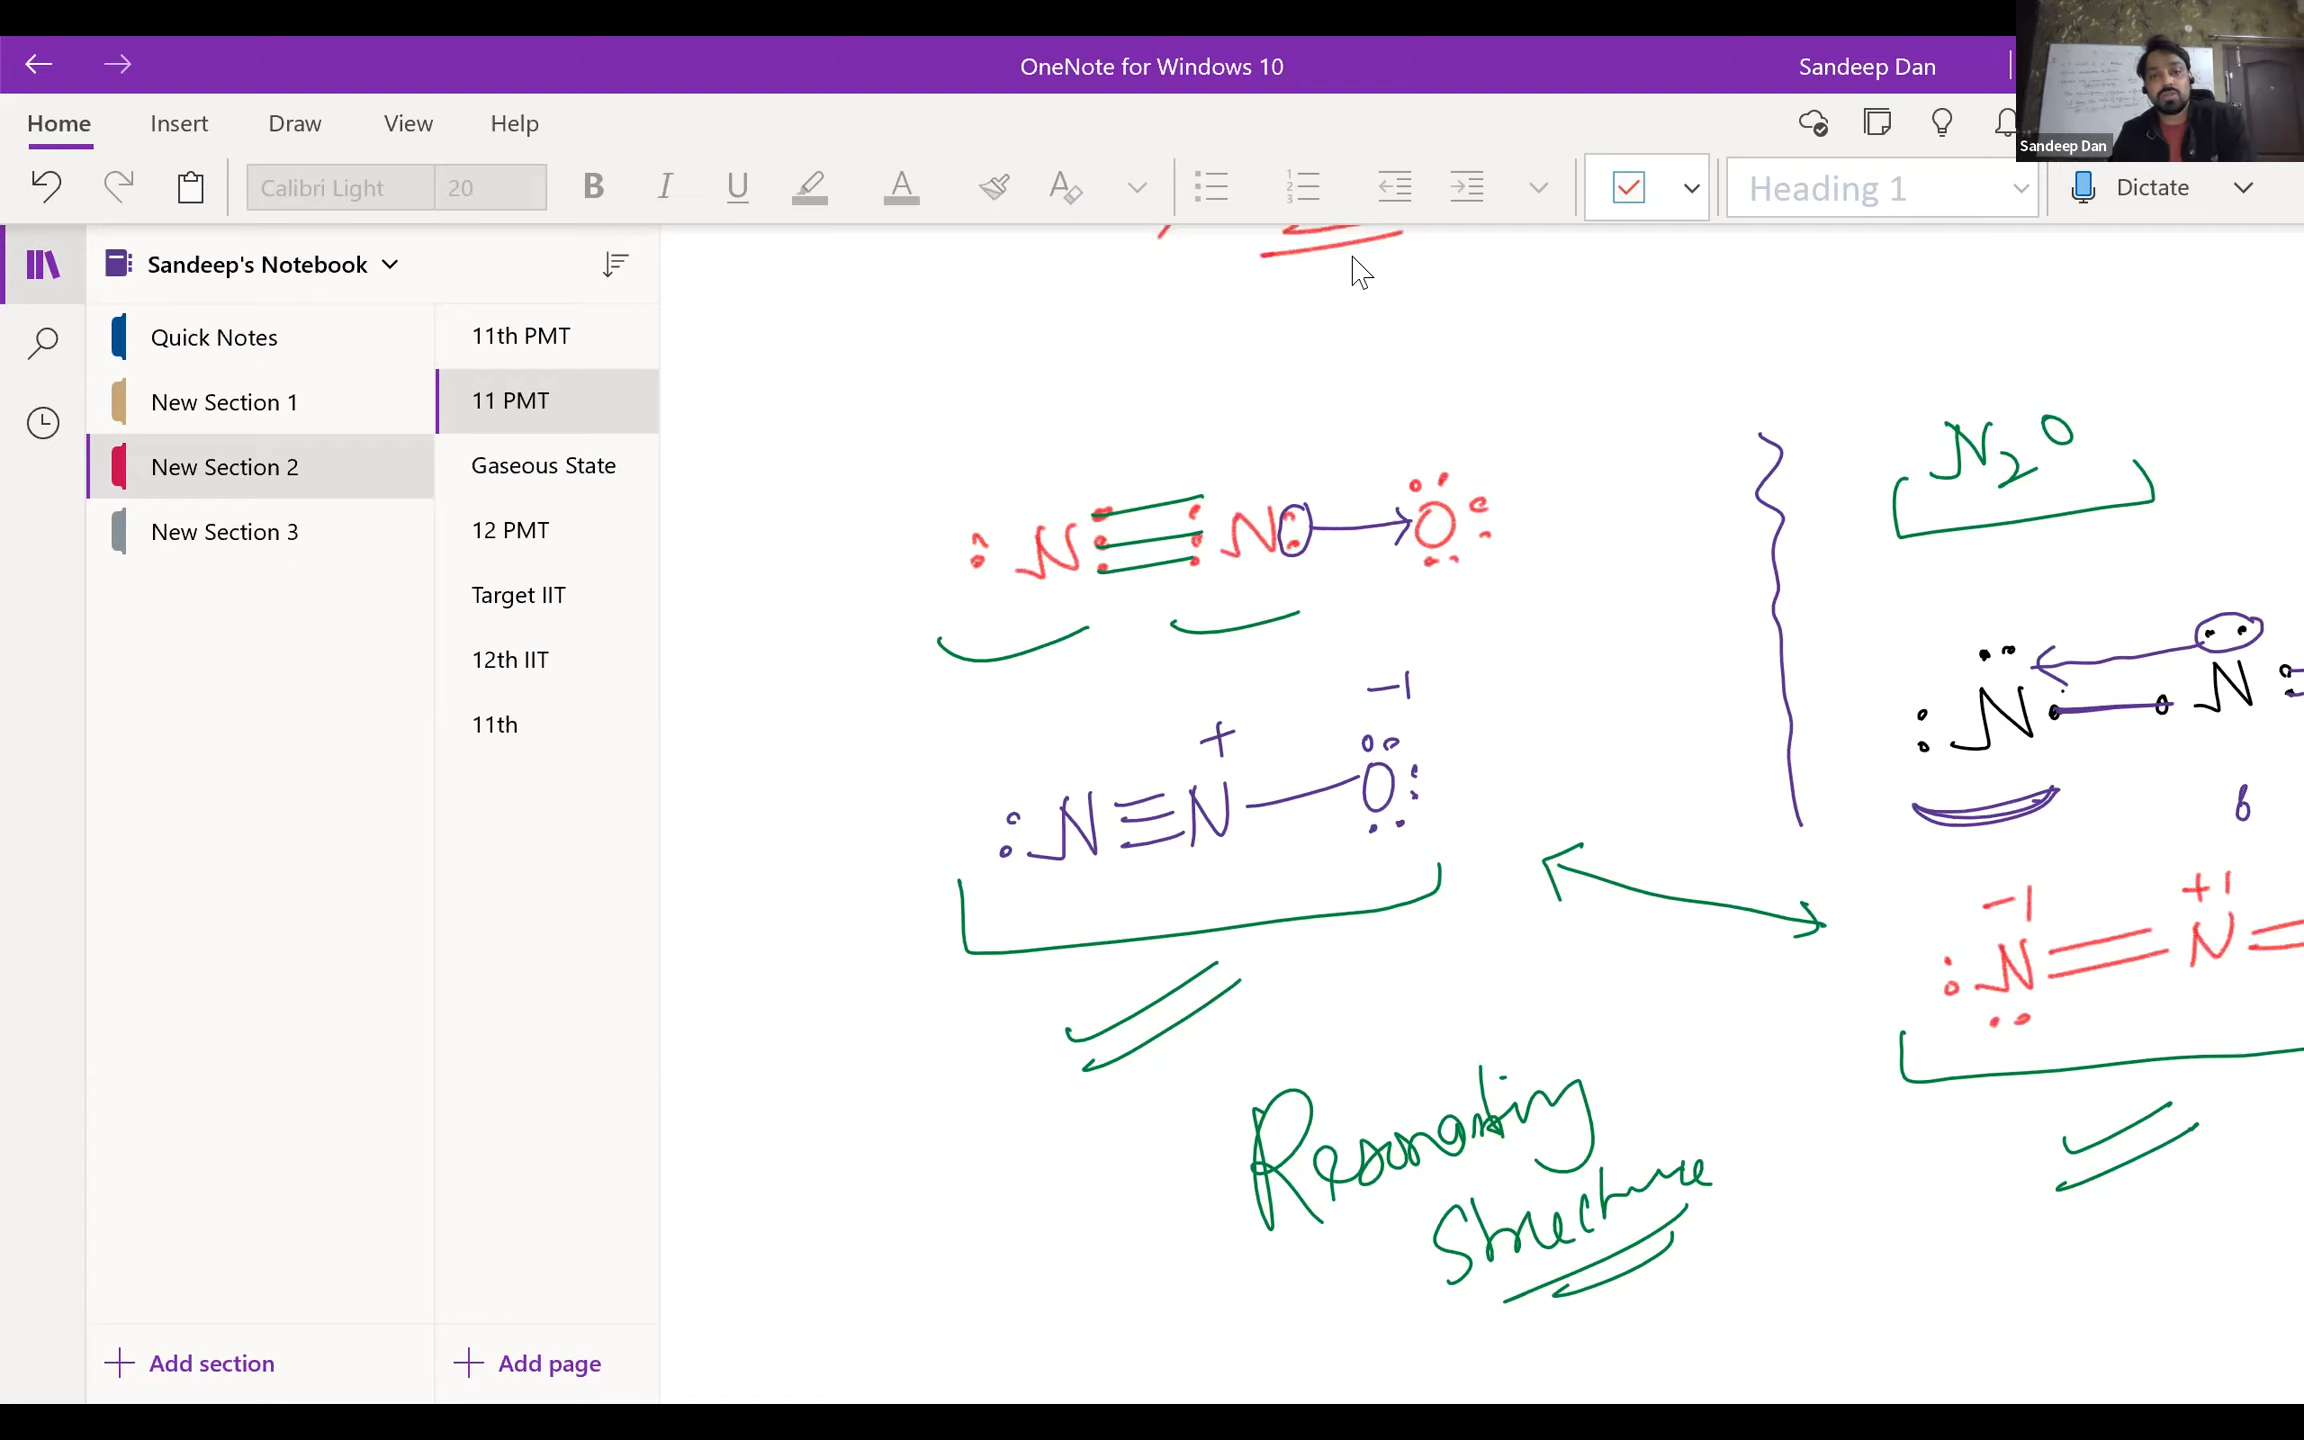 OneNote for Windows 10
Sandeep Dan
Sandeep Dan
Home Insert Draw View Help
Calibri Light 20 B I U A A Heading 1 Dictate
Sandeep's Notebook
Quick Notes
New Section 1
New Section 2
New Section 3
11th PMT
11 PMT
Gaseous State
12 PMT
Target IIT
12th IIT
11th
N≡N→O
N2O
N—N
-1
+
N≡N—O
6
-1 +1
N=N=
Resonating
Structure
+ Add section
+ Add page